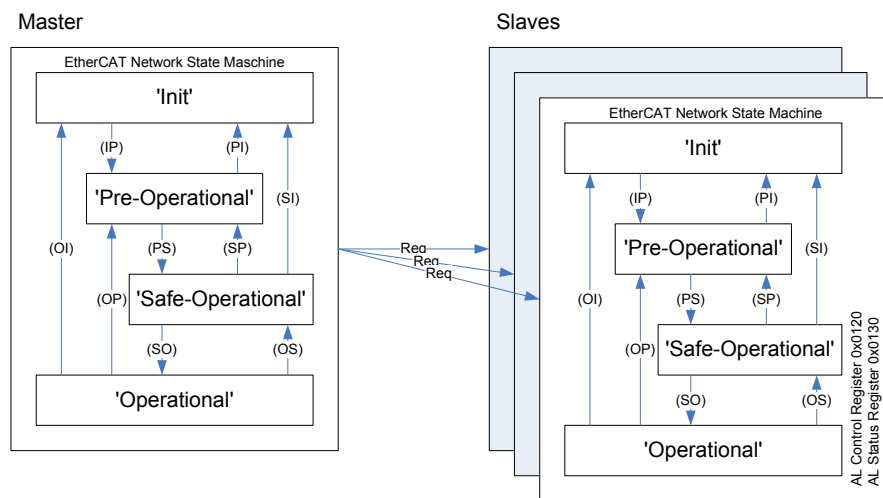 Master
EtherCAT Network State Maschine
'Init'
(IP)
(PI)
'Pre-Operational'
(SI)
(OI)
(PS)
(SP)
(OP)
'Safe-Operational'
(SO)
(OS)
'Operational'
Req
Req
Req
Slaves
EtherCAT Network State Machine
'Init'
(IP)
(PI)
'Pre-Operational'
(SI)
(OI)
(PS)
(SP)
(OP)
'Safe-Operational'
(SO)
(OS)
'Operational'
AL Control Register 0x0120
AL Status Register 0x0130